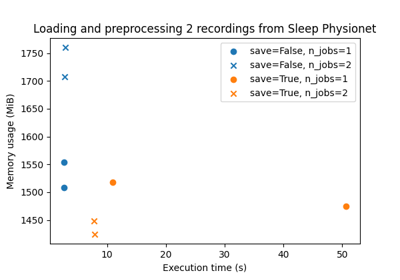 Loading and preprocessing 2 recordings from Sleep Physionet
save=False, n_jobs=1
save=False, n_jobs=2
save=True, n_jobs=1
save=True, n_jobs=2
Memory usage (MiB)
1750
1700
1650
1600
1550
1500
1450
10 20 30 40 50
Execution time (s)